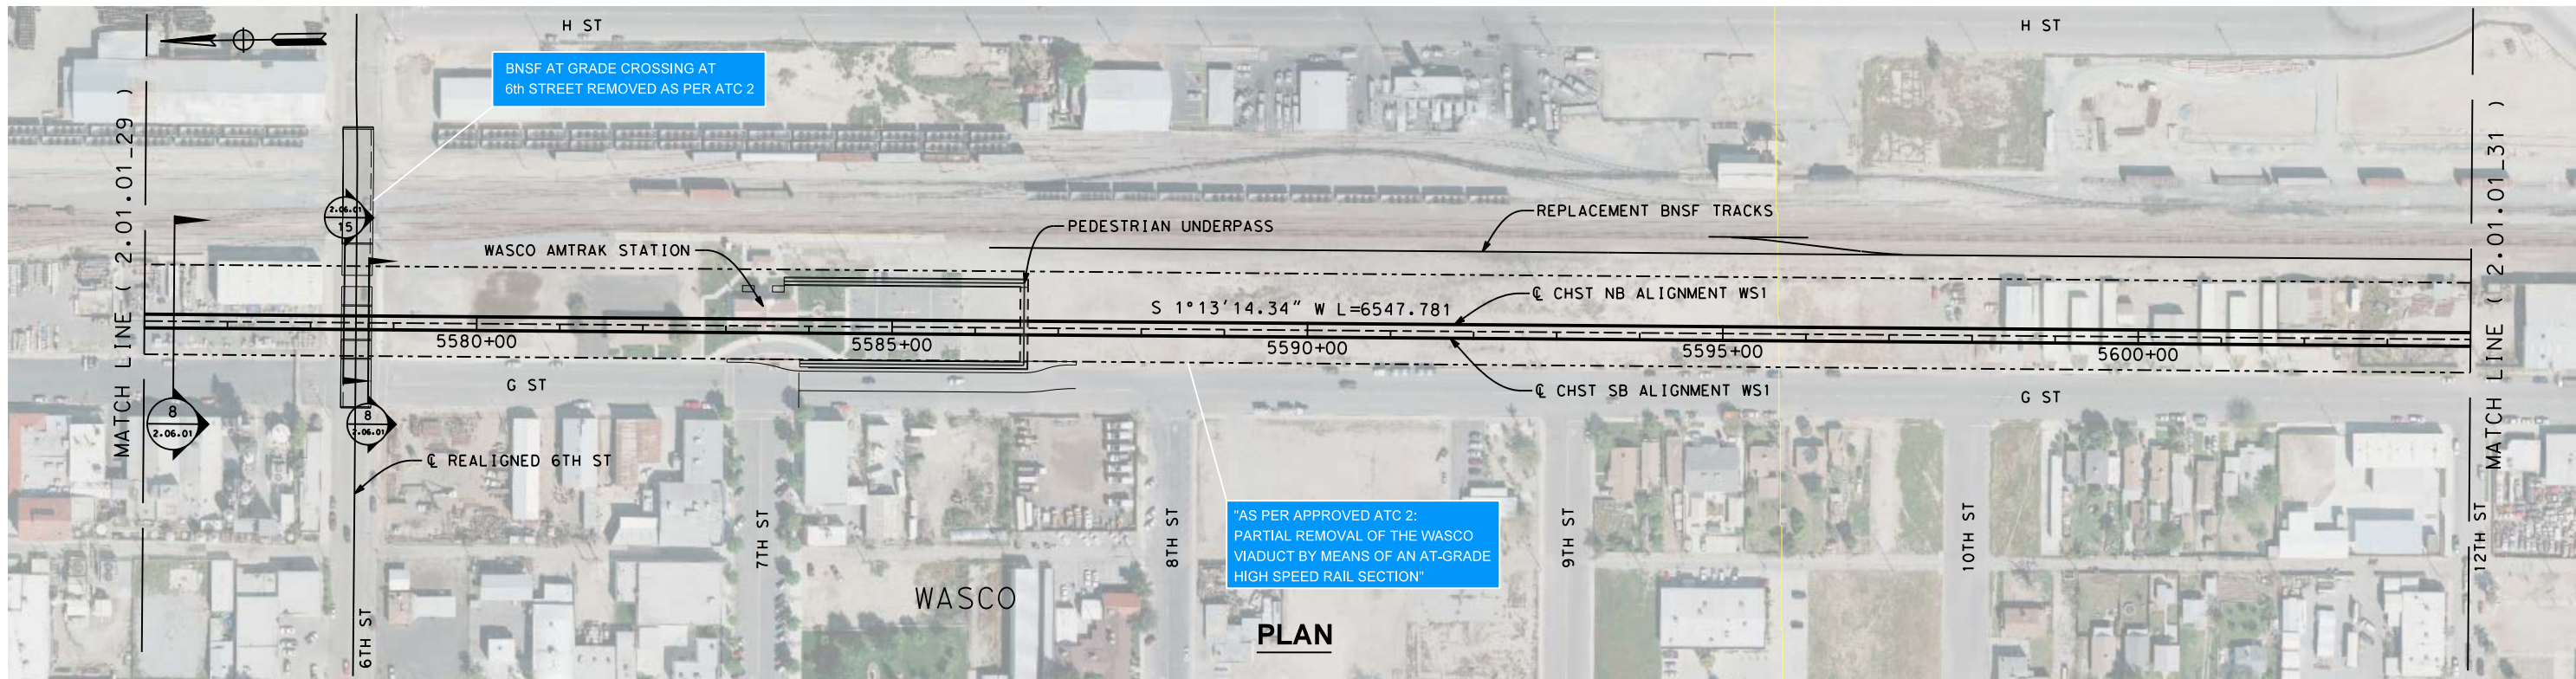 H ST
H ST
BNSF AT GRADE CROSSING AT
6th STREET REMOVED AS PER ATC 2
MATCH LINE ( 2.01.01_29 )
MATCH LINE ( 2.01.01_31 )
2.06.01
15
PEDESTRIAN UNDERPASS
REPLACEMENT BNSF TRACKS
WASCO AMTRAK STATION
S 1°13'14.34" W L=6547.781
℄ CHST NB ALIGNMENT WS1
5580+00
5585+00
5590+00
5595+00
5600+00
G ST
℄ CHST SB ALIGNMENT WS1
G ST
8
2.06.01
8
2.06.01
℄ REALIGNED 6TH ST
"AS PER APPROVED ATC 2:
PARTIAL REMOVAL OF THE WASCO
VIADUCT BY MEANS OF AN AT-GRADE
HIGH SPEED RAIL SECTION"
6TH ST
7TH ST
8TH ST
9TH ST
10TH ST
12TH ST
WASCO
PLAN